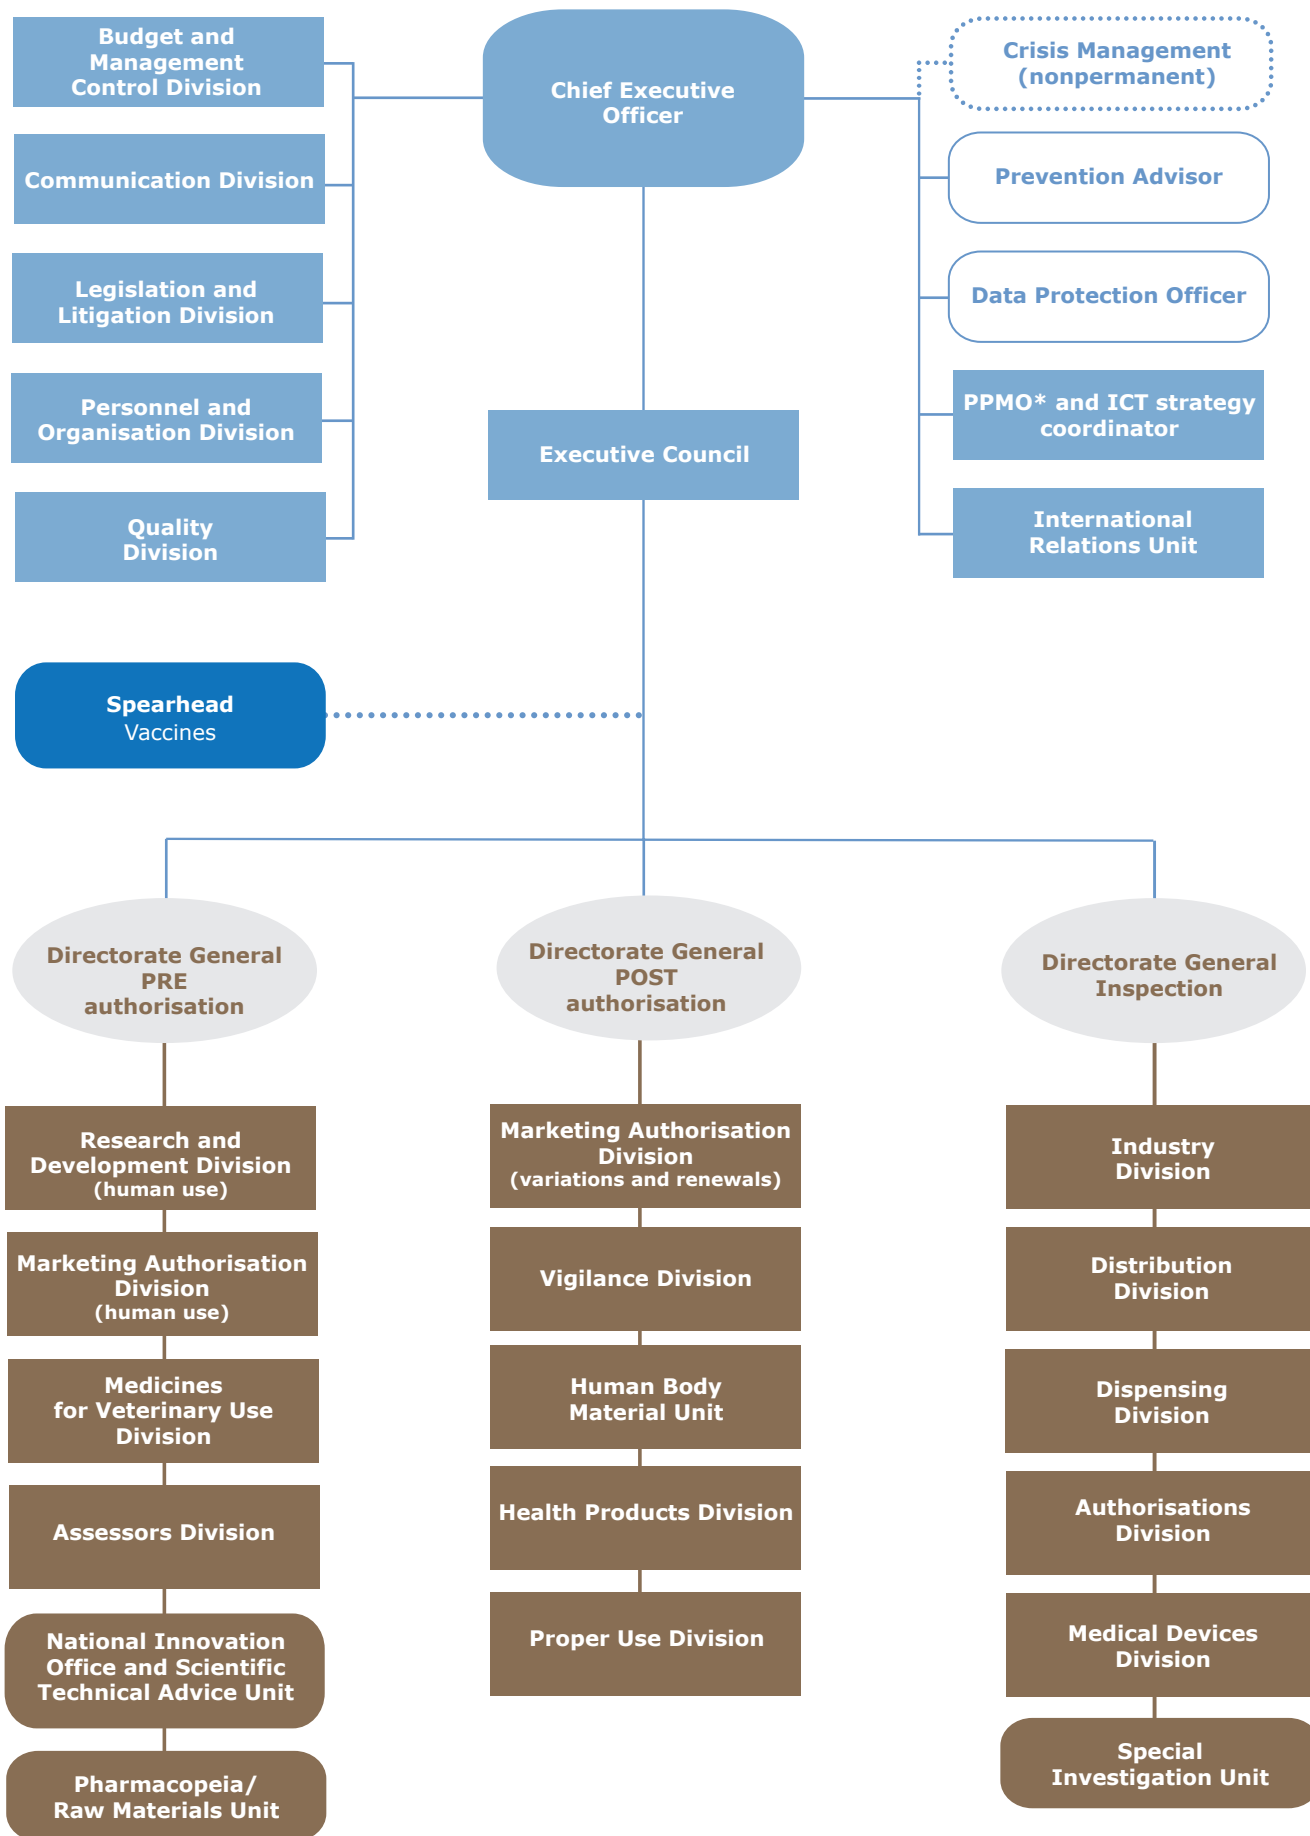 Budget and
Management
Control Division
Communication Division
Legislation and
Litigation Division
Personnel and
Organisation Division
Quality
Division
Chief Executive
Officer
Executive Council
Crisis Management
(nonpermanent)
Prevention Advisor
Data Protection Officer
PPMO* and ICT strategy
coordinator
International
Relations Unit
Spearhead
Vaccines
Directorate General
PRE
authorisation
Research and
Development Division
(human use)
Marketing Authorisation
Division
(human use)
Medicines
for Veterinary Use
Division
Assessors Division
National Innovation
Office and Scientific
Technical Advice Unit
Pharmacopeia/
Raw Materials Unit
Directorate General
POST
authorisation
Marketing Authorisation
Division
(variations and renewals)
Vigilance Division
Human Body
Material Unit
Health Products Division
Proper Use Division
Directorate General
Inspection
Industry
Division
Distribution
Division
Dispensing
Division
Authorisations
Division
Medical Devices
Division
Special
Investigation Unit